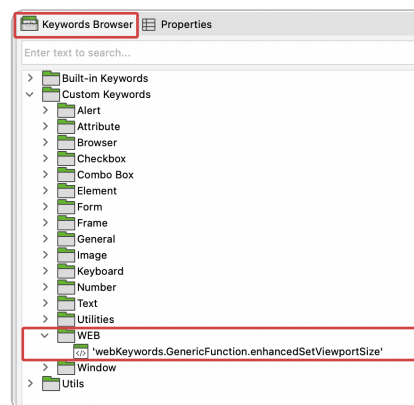 Keywords Browser Properties
Enter text to search...
Built-in Keywords
Custom Keywords
Alert
Attribute
Browser
Checkbox
Combo Box
Element
Form
Frame
General
Image
Keyboard
Number
Text
Utilities
WEB
'webKeywords.GenericFunction.enhancedSetViewportSize'
Window
Utils